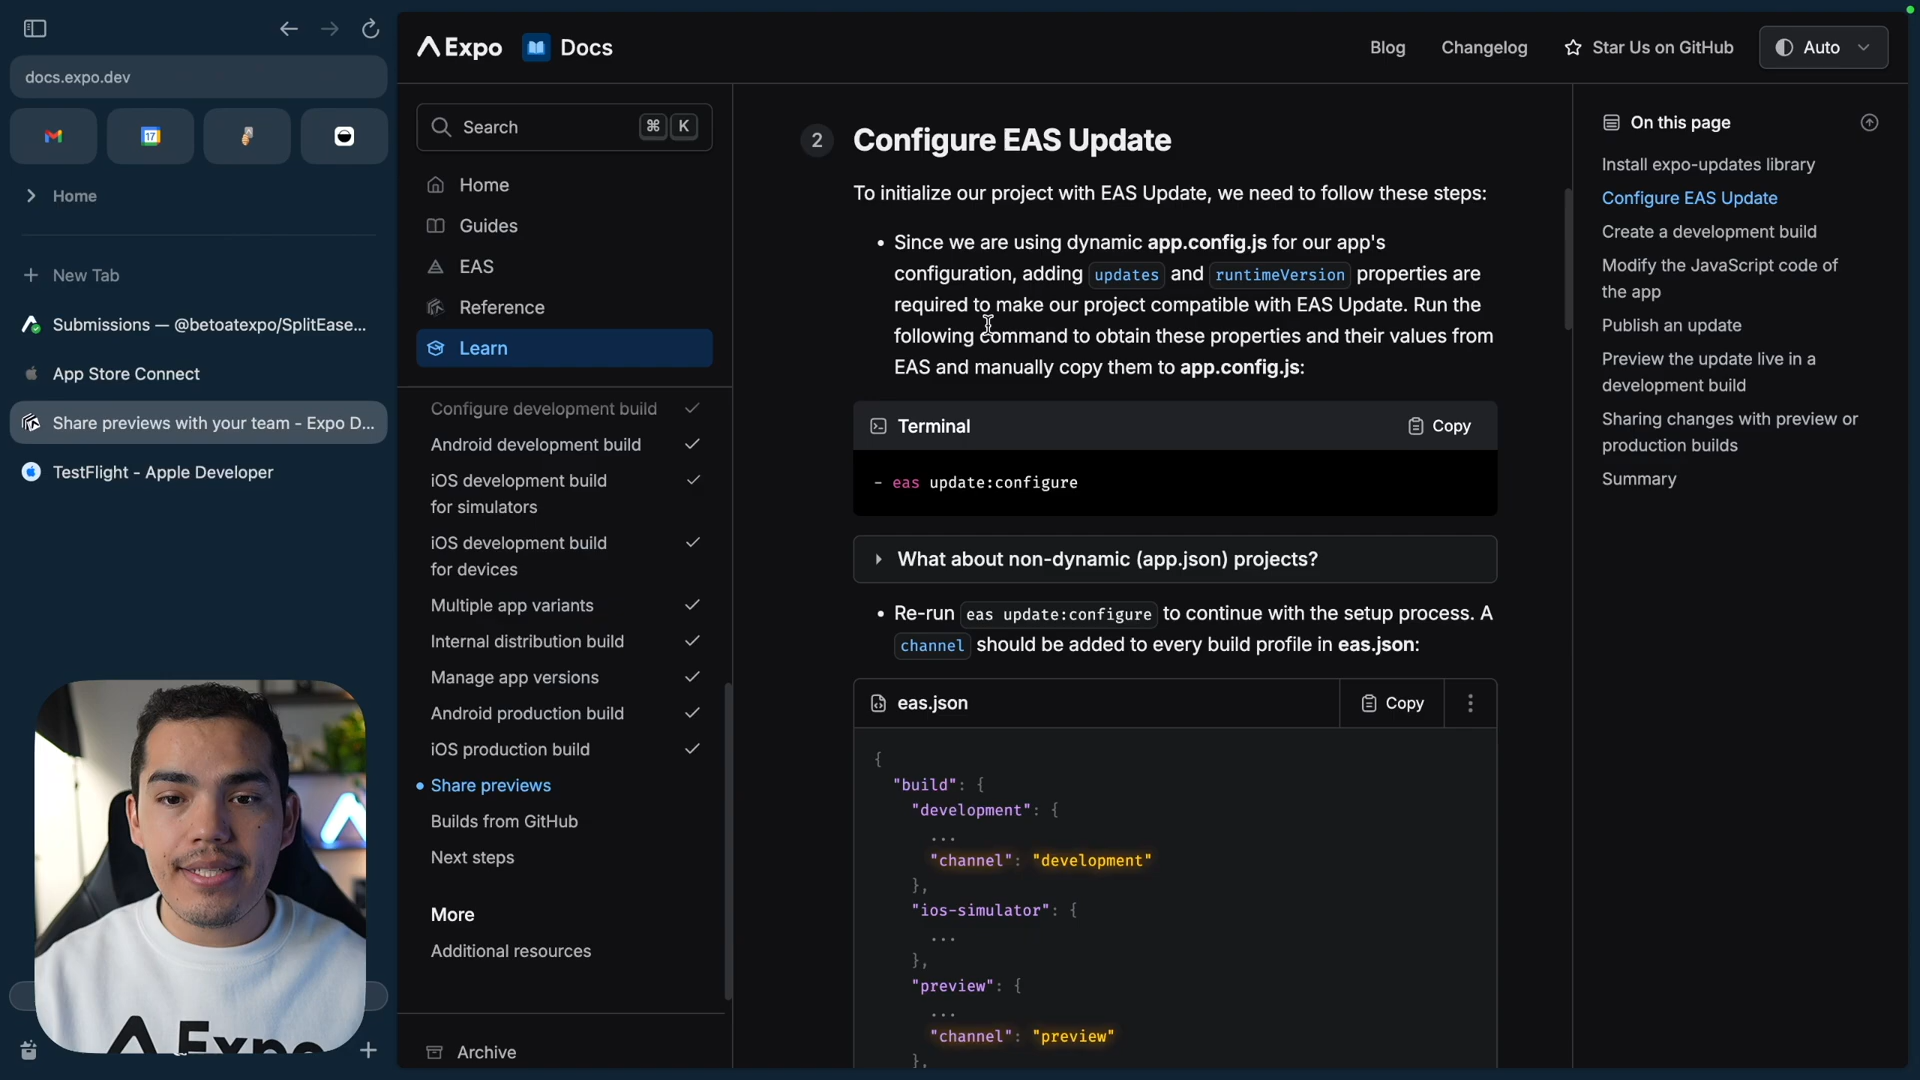 docs.expo.dev
17
Home
New Tab
Submissions — @betoatexpo/SplitEase...
App Store Connect
Share previews with your team - Expo D...
TestFlight - Apple Developer
Expo
Expo
Docs
Blog
Changelog
Star Us on GitHub
Auto
Search
⌘ K
Home
Guides
EAS
Reference
Learn
Configure development build
Android development build
iOS development build
for simulators
iOS development build
for devices
Multiple app variants
Internal distribution build
Manage app versions
Android production build
iOS production build
Share previews
Builds from GitHub
Next steps
More
Additional resources
Archive
2
Configure EAS Update
To initialize our project with EAS Update, we need to follow these steps:
• Since we are using dynamic app.config.js for our app's
configuration, adding updates and runtimeVersion properties are
required to make our project compatible with EAS Update. Run the
following command to obtain these properties and their values from
EAS and manually copy them to app.config.js:
Terminal
Copy
- eas update:configure
What about non-dynamic (app.json) projects?
• Re-run eas update:configure to continue with the setup process. A
channel should be added to every build profile in eas.json:
eas.json
Copy
{
"build": {
"development": {
...
"channel": "development"
},
"ios-simulator": {
...
},
"preview": {
...
"channel": "preview"
},
On this page
Install expo-updates library
Configure EAS Update
Create a development build
Modify the JavaScript code of
the app
Publish an update
Preview the update live in a
development build
Sharing changes with preview or
production builds
Summary